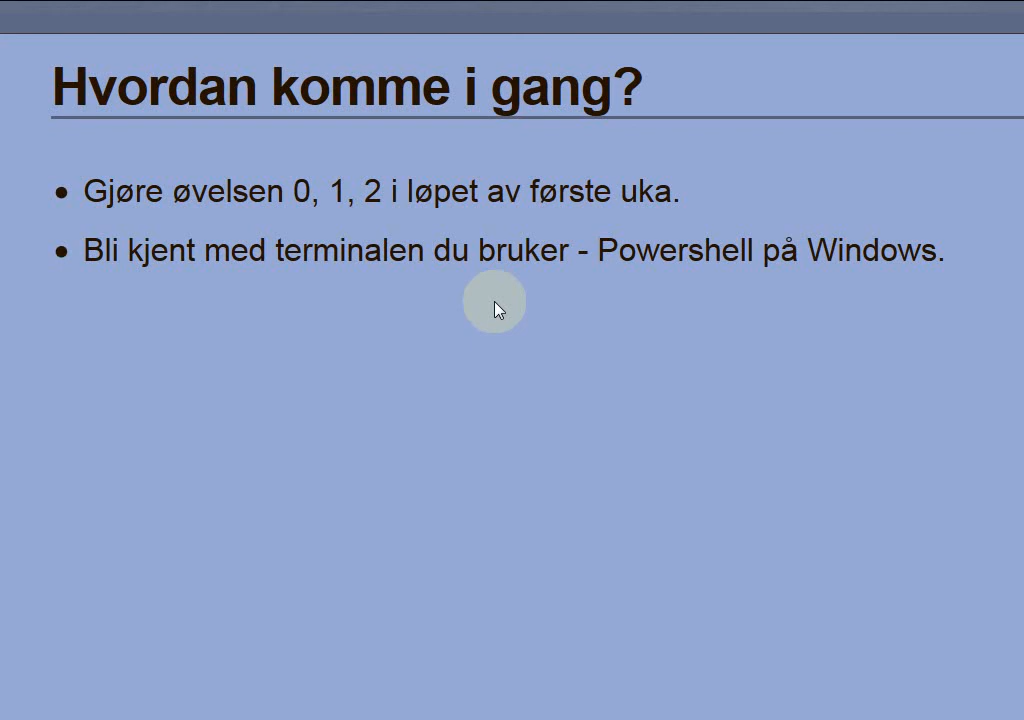 Hvordan komme i gang?
● Gjøre øvelsen 0, 1, 2 i løpet av første uka.
● Bli kjent med terminalen du bruker - Powershell på Windows.